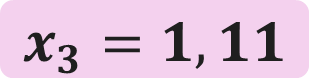 x₃ = 1,11